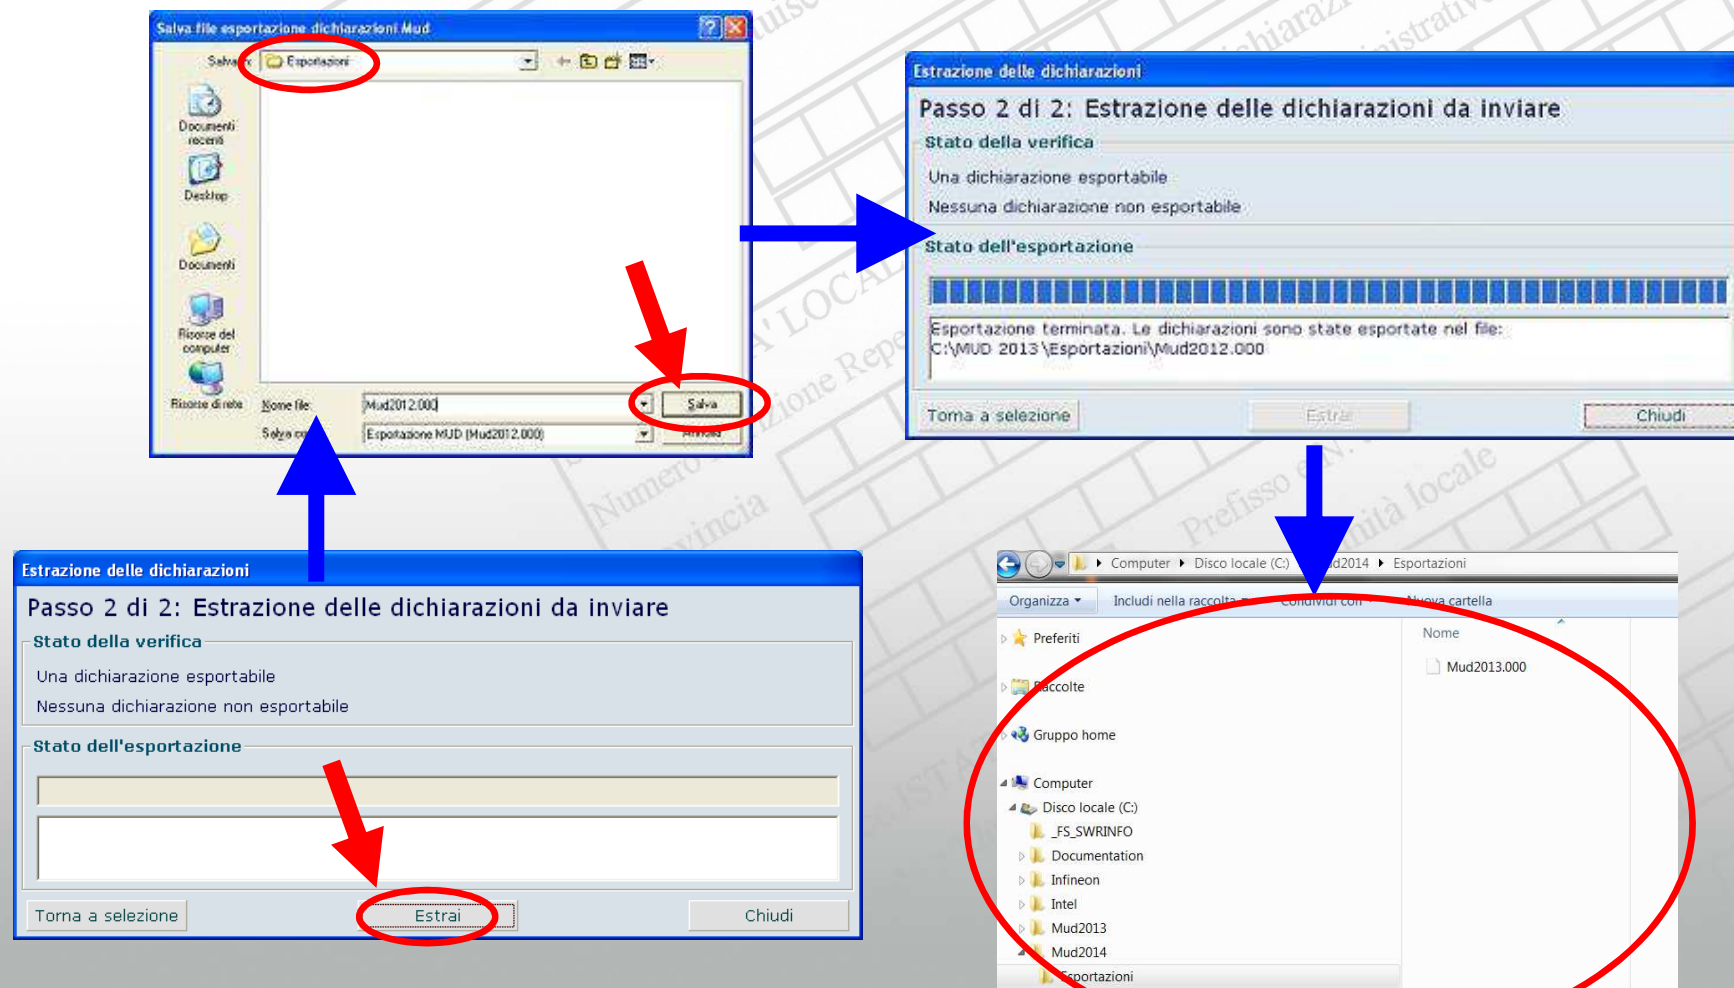 Salva file esportazione dichiarazioni Mud
Esportazioni
Documenti
recenti
Desktop
Documenti
Risorse del
computer
Risorse di rete
Nome file:
Mud2012.000
Salva
Salva
Esportazione MUD (Mud2012.000)
Estrazione delle dichiarazioni
Passo 2 di 2: Estrazione delle dichiarazioni da inviare
Stato della verifica
Una dichiarazione esportabile
Nessuna dichiarazione non esportabile
Stato dell'esportazione
Esportazione terminata. Le dichiarazioni sono state esportate nel file:
C:\MUD 2013\Esportazioni\Mud2012.000
Torna a selezione
Estrai
Chiudi
Estrazione delle dichiarazioni
Passo 2 di 2: Estrazione delle dichiarazioni da inviare
Stato della verifica
Una dichiarazione esportabile
Nessuna dichiarazione non esportabile
Stato dell'esportazione
Torna a selezione
Estrai
Chiudi
Computer
Disco locale (C:)
Esportazioni
Organizza
Includi nella raccolta
Nuova cartella
Preferiti
Raccolte
Gruppo home
Computer
Disco locale (C:)
_FS_SWRINFO
Documentation
Infineon
Intel
Mud2013
Mud2014
Esportazioni
Nome
Mud2013.000
Numero
Prefisso
locale